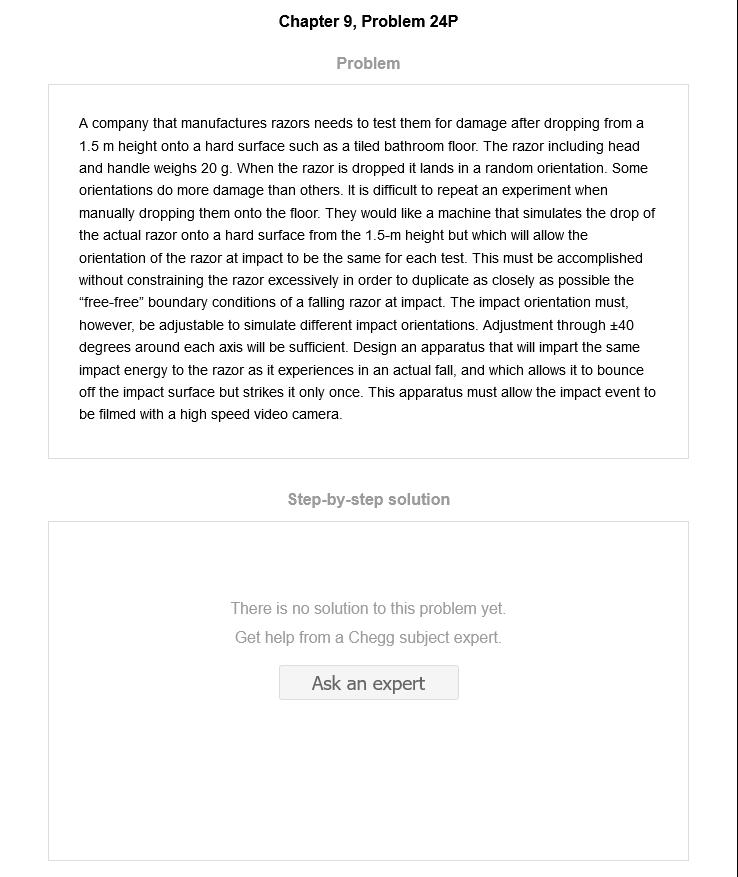 Chapter 9, Problem 24P
Problem
A company that manufactures razors needs to test them for damage after dropping from a
1.5 m height onto a hard surface such as a tiled bathroom floor. The razor including head
and handle weighs 20 g. When the razor is dropped it lands in a random orientation. Some
orientations do more damage than others. It is difficult to repeat an experiment when
manually dropping them onto the floor. They would like a machine that simulates the drop of
the actual razor onto a hard surface from the 1.5-m height but which will allow the
orientation of the razor at impact to be the same for each test. This must be accomplished
without constraining the razor excessively in order to duplicate as closely as possible the
“free-free” boundary conditions of a falling razor at impact. The impact orientation must,
however, be adjustable to simulate different impact orientations. Adjustment through ±40
degrees around each axis will be sufficient. Design an apparatus that will impart the same
impact energy to the razor as it experiences in an actual fall, and which allows it to bounce
off the impact surface but strikes it only once. This apparatus must allow the impact event to
be filmed with a high speed video camera.
Step-by-step solution
There is no solution to this problem yet.
Get help from a Chegg subject expert.
Ask an expert